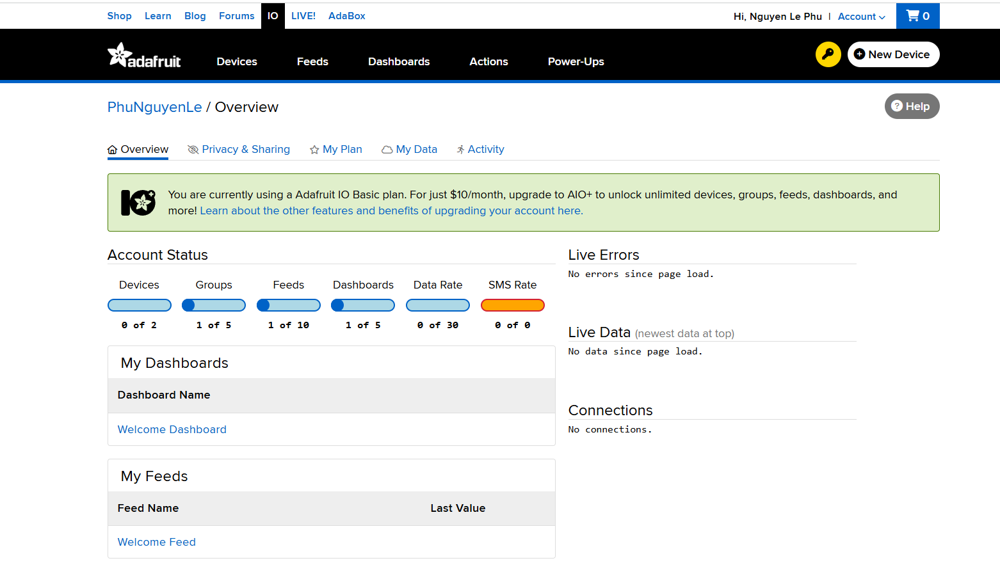 Shop Learn Blog Forums IO LIVE! AdaBox
Hi, Nguyen Le Phu | Account
0
adafruit
Devices Feeds Dashboards Actions Power-Ups
New Device
PhuNguyenLe / Overview
? Help
Overview Privacy & Sharing My Plan My Data Activity
IO+
You are currently using a Adafruit IO Basic plan. For just $10/month, upgrade to AIO+ to unlock unlimited devices, groups, feeds, dashboards, and
more! Learn about the other features and benefits of upgrading your account here.
Account Status
Devices Groups Feeds Dashboards Data Rate SMS Rate
0 of 2 1 of 5 1 of 10 1 of 5 0 of 30 0 of 0
My Dashboards
Dashboard Name
Welcome Dashboard
My Feeds
Feed Name Last Value
Welcome Feed
Live Errors
No errors since page load.
Live Data (newest data at top)
No data since page load.
Connections
No connections.